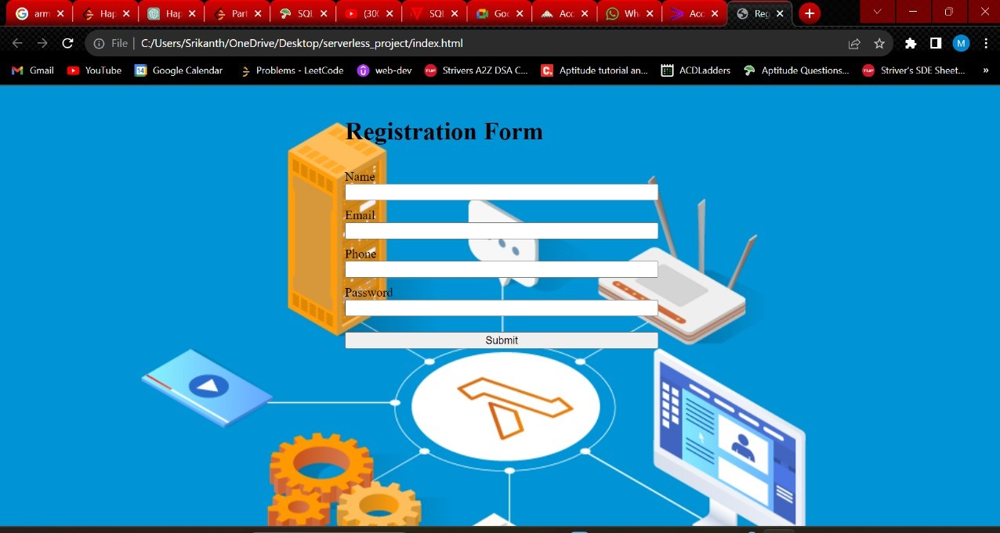 arm Hap Hap Part SQL (30( SQl Goo Acc Wh Acc Reg
File C:/Users/Srikanth/OneDrive/Desktop/serverless_project/index.html M
Gmail YouTube 14 Google Calendar Problems - LeetCode web-dev Strivers A2Z DSA C... Aptitude tutorial an... ACDLadders Aptitude Questions... Striver's SDE Sheet... »
Registration Form
Name
Email
Phone
Password
Submit